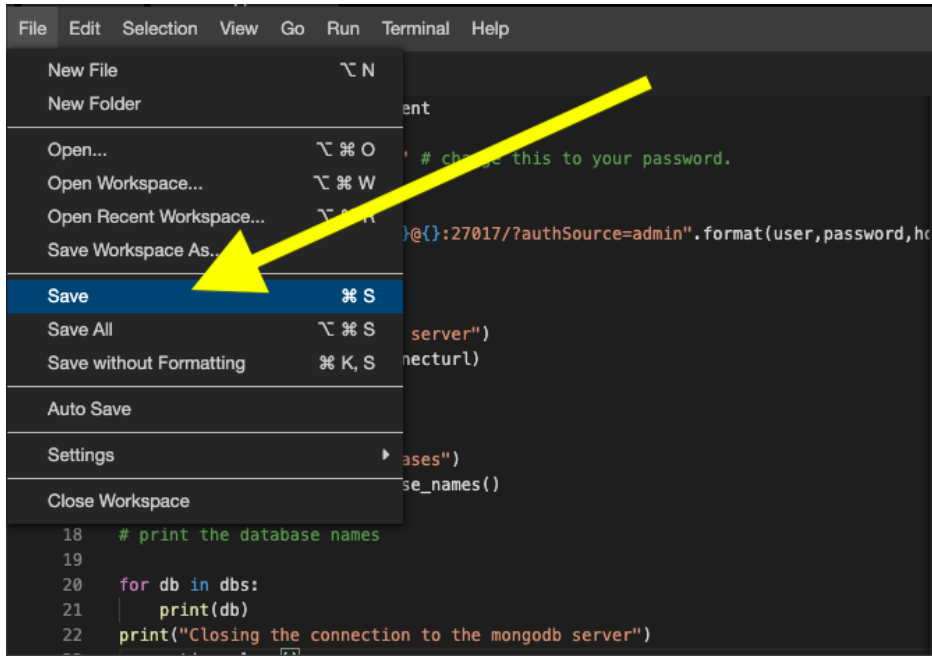 File Edit Selection View Go Run Terminal Help
New File ⌥ N
New Folder
ent
Open... ⌥ ⌘ O
' # change this to your password.
Open Workspace... ⌥ ⌘ W
Open Recent Workspace... ⌥
}@{}:27017/?authSource=admin".format(user,password,ho
Save Workspace As..
Save ⌘ S
Save All ⌥ ⌘ S
server")
Save without Formatting ⌘ K, S
necturl)
Auto Save
Settings
ases")
se_names()
Close Workspace
18 # print the database names
19
20 for db in dbs:
21 print(db)
22 print("Closing the connection to the mongodb server")